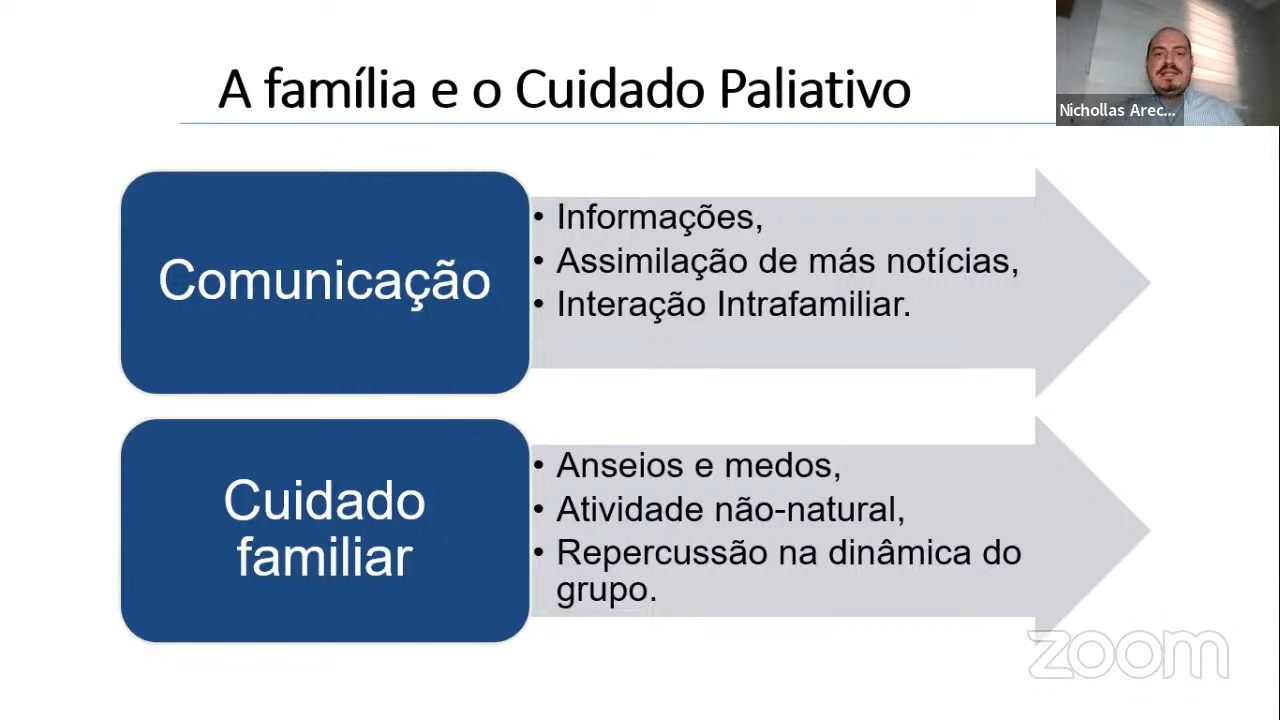 A família e o Cuidado Paliativo
Nichollas Arec...
Comunicação
• Informações,
• Assimilação de más notícias,
• Interação Intrafamiliar.
Cuidado
familiar
• Anseios e medos,
• Atividade não-natural,
• Repercussão na dinâmica do
grupo.
zoom